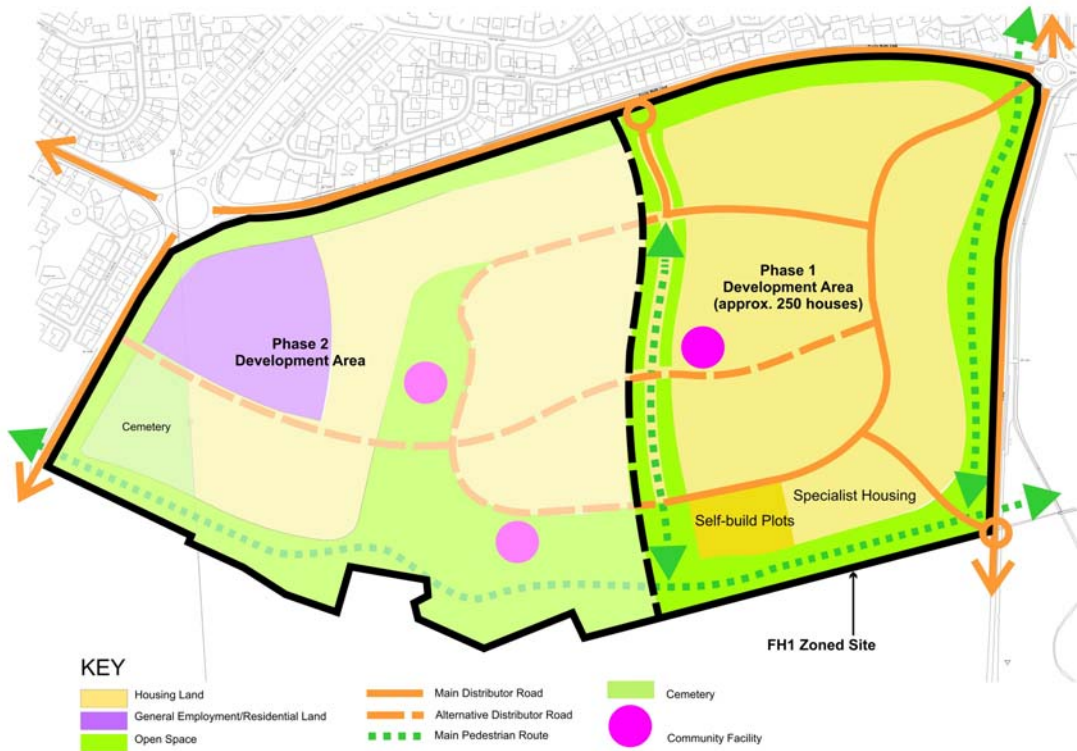 Phase 1
Development Area
(approx. 250 houses)
Phase 2
Development Area
Cemetery
Specialist Housing
Self-build Plots
FH1 Zoned Site
KEY
Housing Land
General Employment/Residential Land
Open Space
Main Distributor Road
Alternative Distributor Road
Main Pedestrian Route
Cemetery
Community Facility